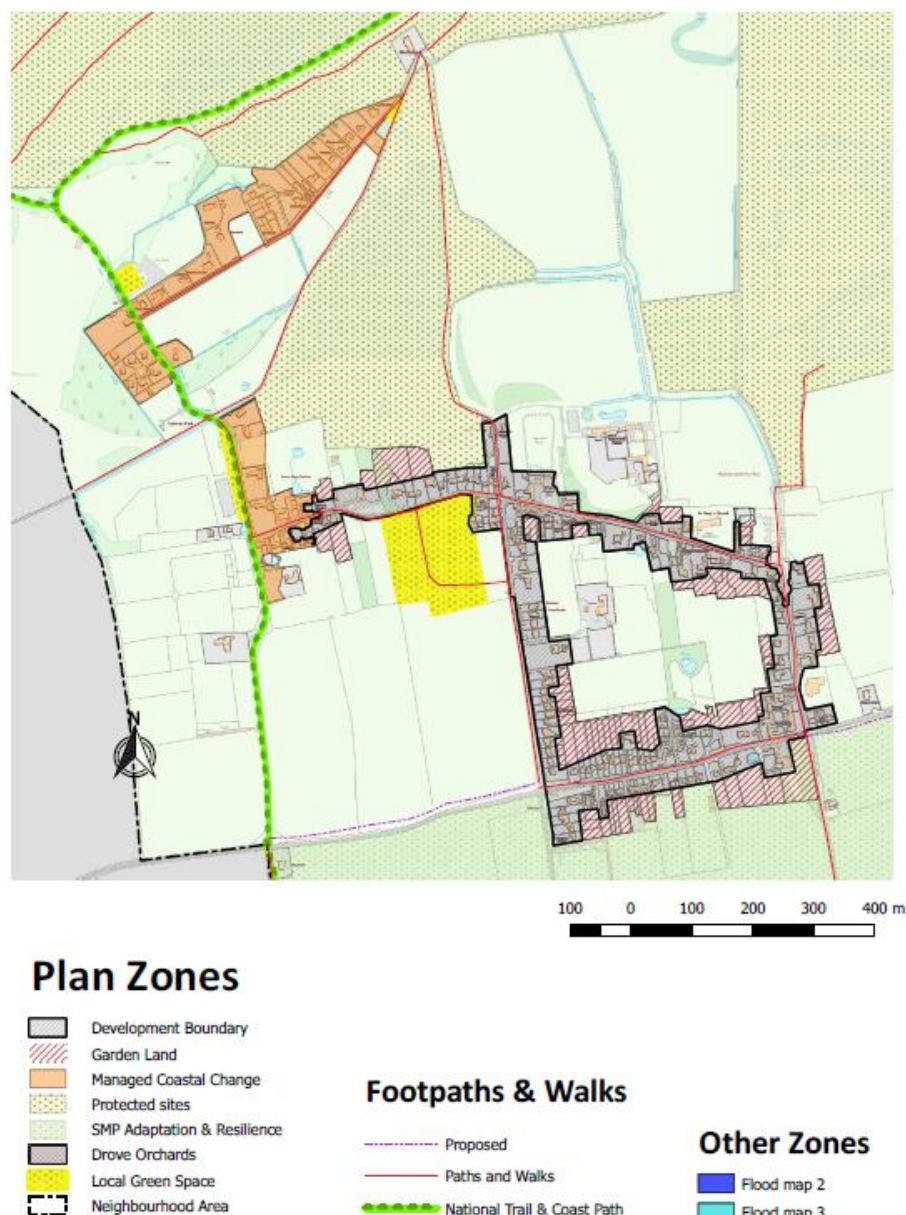 N
100 0 100 200 300 400 m
Plan Zones
Development Boundary
Garden Land
Managed Coastal Change
Protected sites
SMP Adaptation & Resilience
Drove Orchards
Local Green Space
Neighbourhood Area
Footpaths & Walks
Proposed
Paths and Walks
National Trail & Coast Path
Other Zones
Flood map 2
Flood map 3